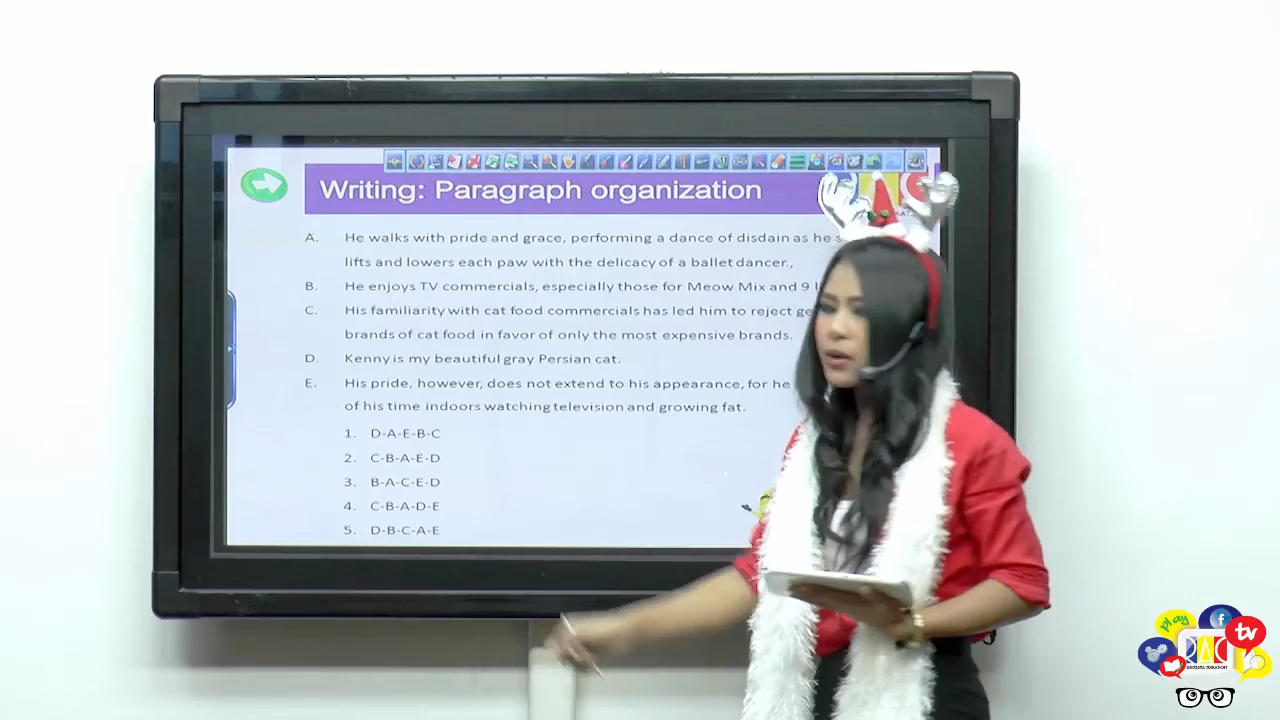 Writing: Paragraph organization
A. He walks with pride and grace, performing a dance of disdain as he
lifts and lowers each paw with the delicacy of a ballet dancer.,
B. He enjoys TV commercials, especially those for Meow Mix and 9
C. His familiarity with cat food commercials has led him to reject
brands of cat food in favor of only the most expensive brands.
D. Kenny is my beautiful gray Persian cat.
E. His pride, however, does not extend to his appearance, for he
of his time indoors watching television and growing fat.
1. D-A-E-B-C
2. C-B-A-E-D
3. B-A-C-E-D
4. C-B-A-D-E
5. D-B-C-A-E
play
f
tv